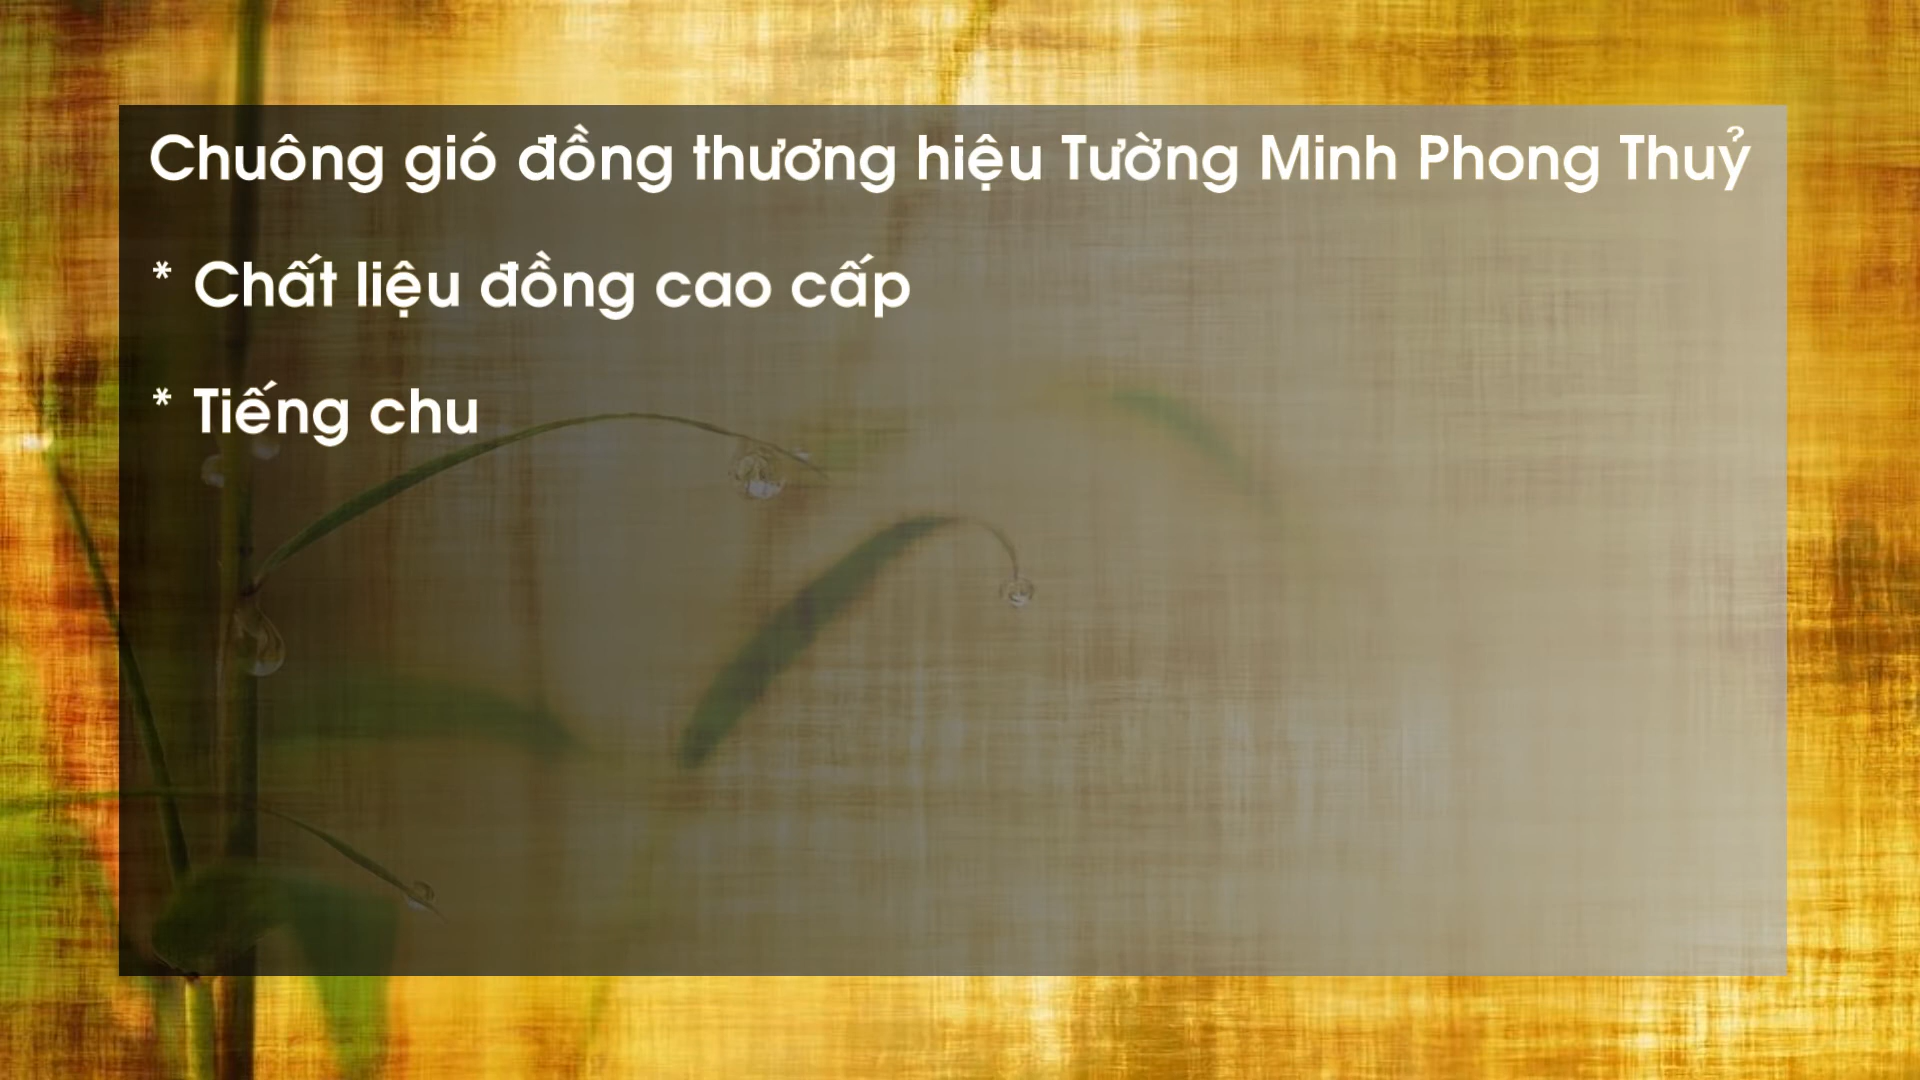 Chuông gió đồng thương hiệu Tường Minh Phong Thuỷ
* Chất liệu đồng cao cấp
* Tiếng chu